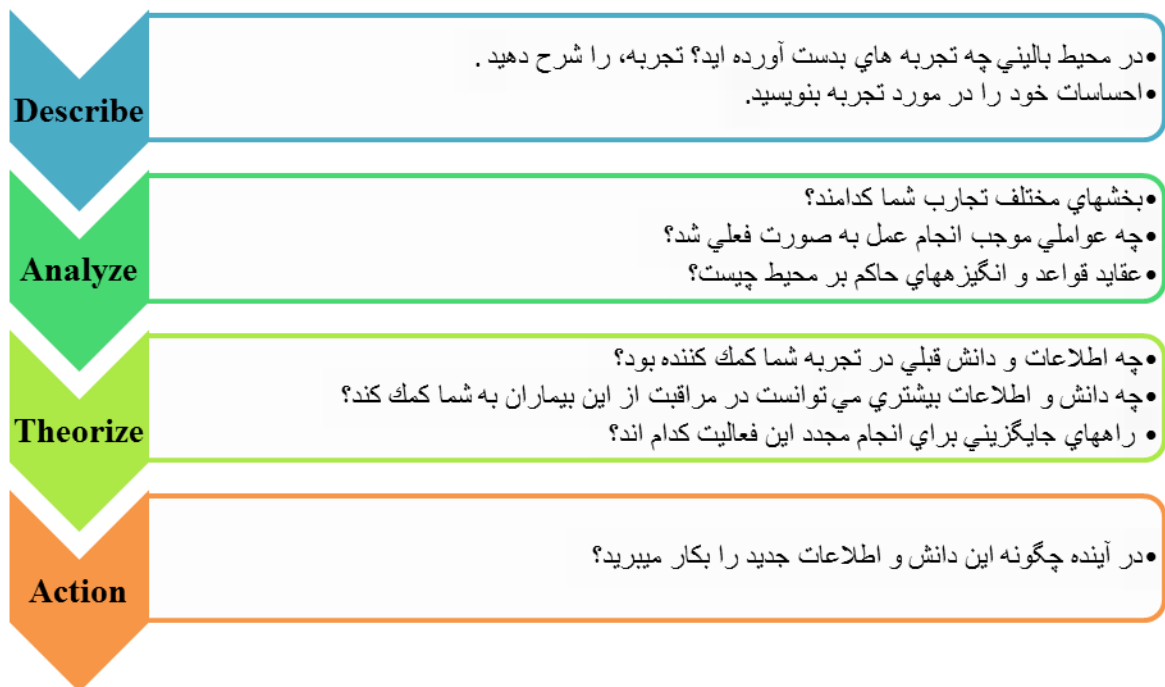 Describe
•در محيط باليني چه تجربه هاي بدست آورده ايد؟ تجربه، را شرح دهيد .
•احساسات خود را در مورد تجربه بنويسيد.
Analyze
•بخشهاي مختلف تجارب شما كدامند؟
•چه عواملي موجب انجام عمل به صورت فعلي شد؟
•عقايد قواعد و انگيزههاي حاكم بر محيط چيست؟
Theorize
•چه اطلاعات و دانش قبلي در تجربه شما كمك كننده بود؟
•چه دانش و اطلاعات بيشتري مي توانست در مراقبت از اين بيماران به شما كمك كند؟
• راههاي جايگزيني براي انجام مجدد اين فعاليت كدام اند؟
Action
•در آينده چگونه اين دانش و اطلاعات جديد را بكار ميبريد؟